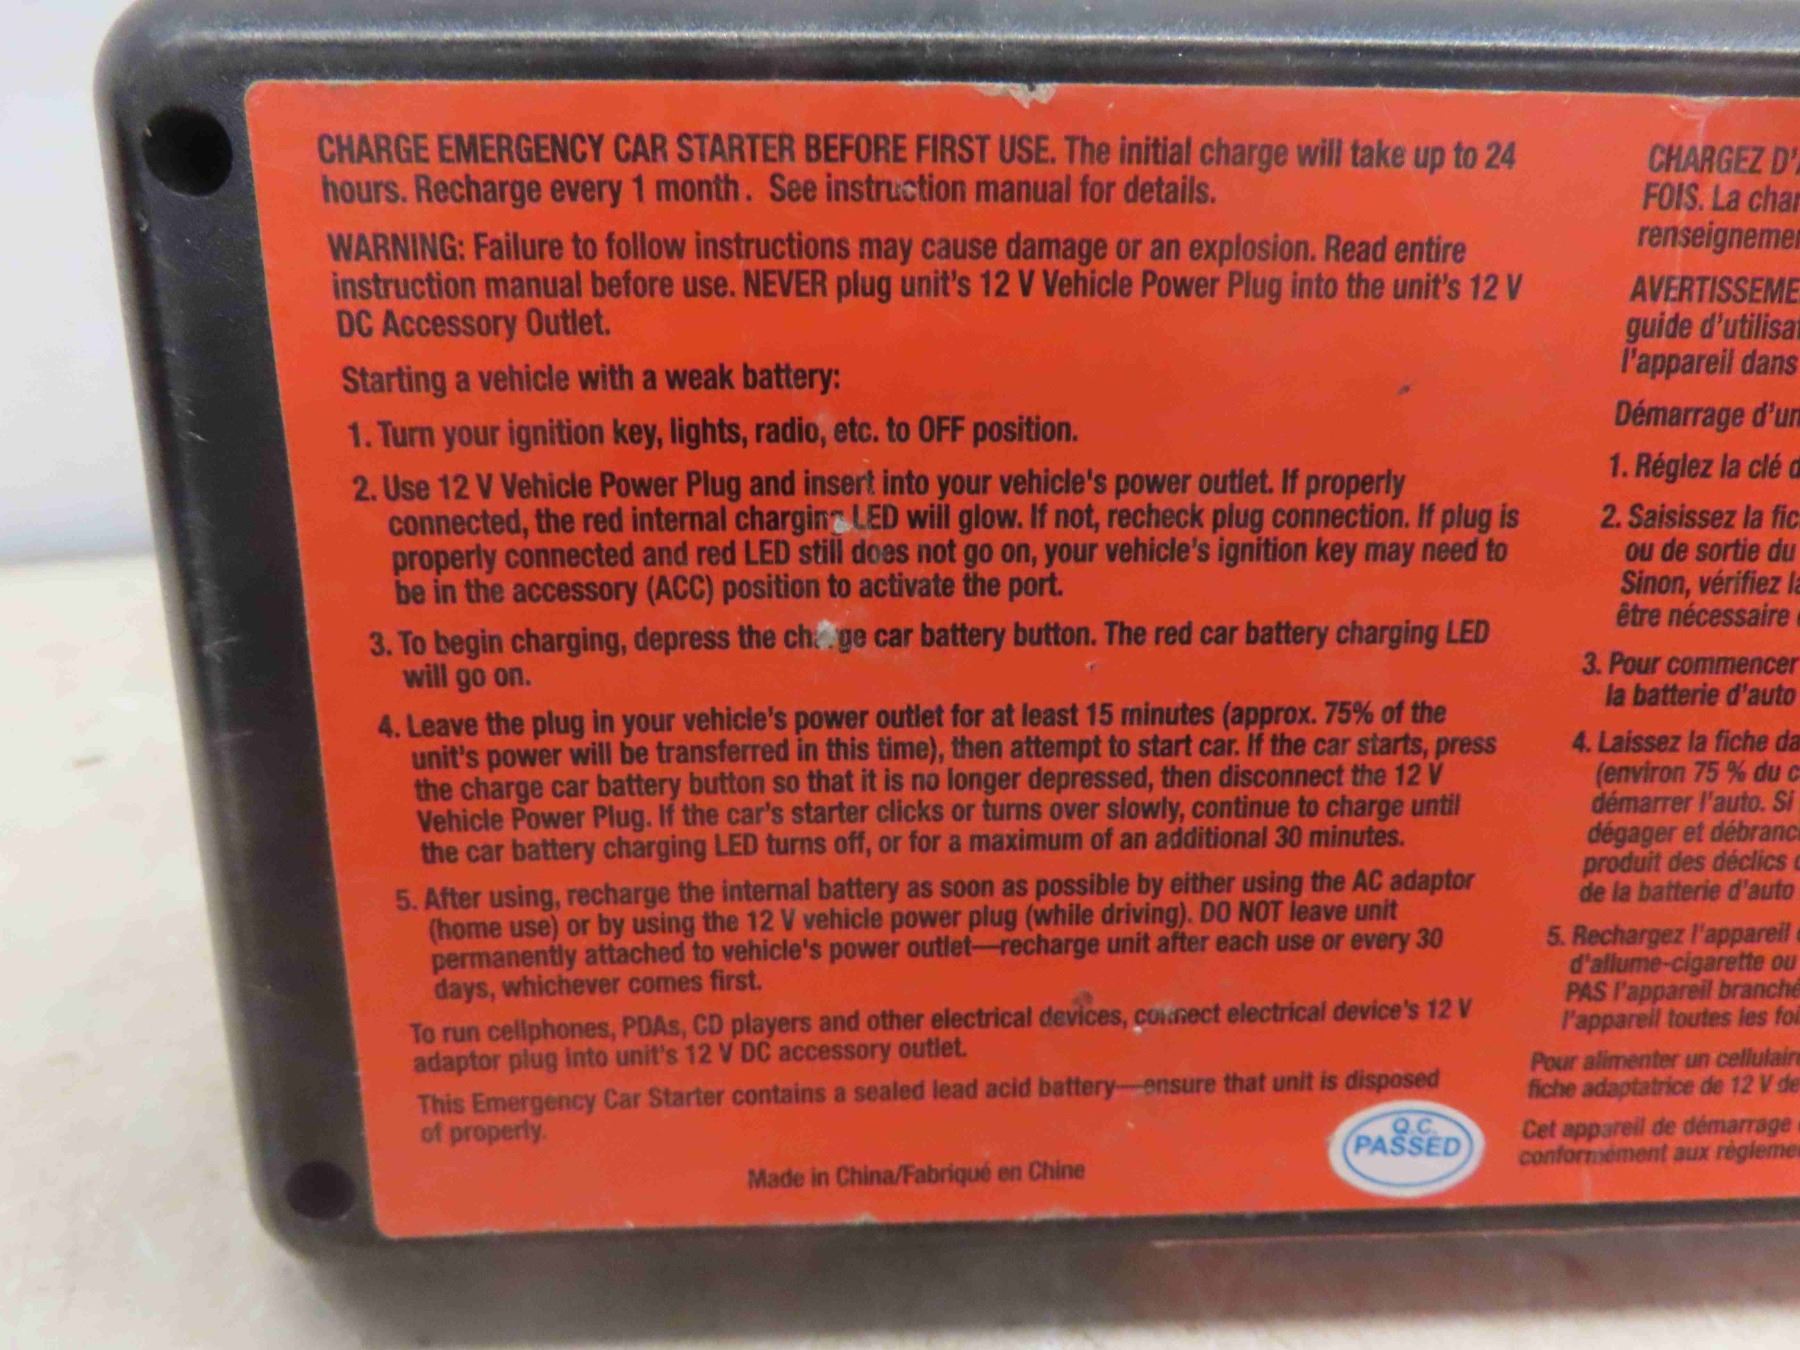 CHARGE EMERGENCY CAR STARTER BEFORE FIRST USE. The initial charge will take up to 24
hours. Recharge every 1 month. See instruction manual for details.
WARNING: Failure to follow instructions may cause damage or an explosion. Read entire
instruction manual before use. NEVER plug unit's 12 V Vehicle Power Plug into the unit's 12 V
DC Accessory Outlet.
Starting a vehicle with a weak battery:
1. Turn your ignition key, lights, radio, etc. to OFF position.
2. Use 12 V Vehicle Power Plug and insert into your vehicle's power outlet. If properly
connected, the red internal charging LED will glow. If not, recheck plug connection. If plug is
properly connected and red LED still does not go on, your vehicle's ignition key may need to
be in the accessory (ACC) position to activate the port.
3. To begin charging, depress the charge car battery button. The red car battery charging LED
will go on.
4. Leave the plug in your vehicle's power outlet for at least 15 minutes (approx. 75% of the
unit's power will be transferred in this time), then attempt to start car. If the car starts, press
the charge car battery button so that it is no longer depressed, then disconnect the 12 V
Vehicle Power Plug. If the car's starter clicks or turns over slowly, continue to charge until
the car battery charging LED turns off, or for a maximum of an additional 30 minutes.
5. After using, recharge the internal battery as soon as possible by either using the AC adaptor
(home use) or by using the 12 V vehicle power plug (while driving). DO NOT leave unit
permanently attached to vehicle's power outlet—recharge unit after each use or every 30
days, whichever comes first.
To run cellphones, PDAs, CD players and other electrical devices, connect electrical device's 12 V
adaptor plug into unit's 12 V DC accessory outlet.
This Emergency Car Starter contains a sealed lead acid battery—ensure that unit is disposed
of properly.
Made in China/Fabriqué en Chine
Q.C.
PASSED
CHARGEZ D'
FOIS. La
AVERTISSEME
guide
l'appareil dans
Démarrage d'un
1. Réglez la clé
2. Saisissez la
ou de sortie du
Sinon, vérifiez
être nécessaire
3. Pour commencer
la batterie d'auto
4. Laissez la fiche
(environ 75 % du
démarrer l'auto. Si
dégager et
produit des déclics
de la batterie d'auto
5. Rechargez l'appareil
d'allume-cigarette ou
PAS l'appareil
l'appareil toutes les
Pour alimenter un
fiche adaptatrice de 12 V
Cet appareil de démarrage
conformément aux